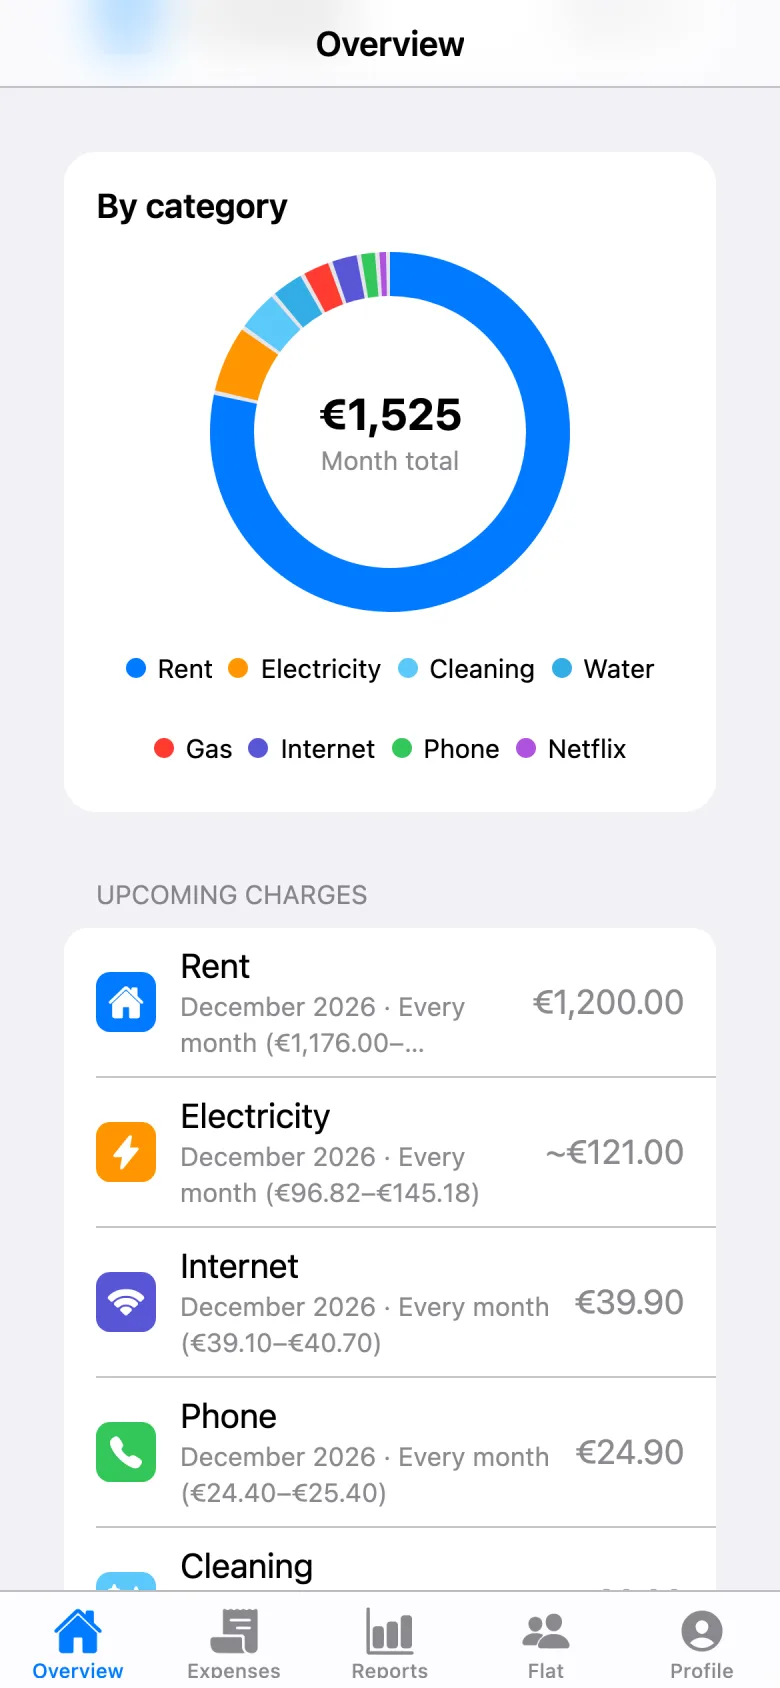 Overview
By category
€1,525
Month total
Rent
Electricity
Cleaning
Water
Gas
Internet
Phone
Netflix
UPCOMING CHARGES
Rent
December 2026 · Every
month (€1,176.00–...
€1,200.00
Electricity
December 2026 · Every
month (€96.82–€145.18)
~€121.00
Internet
December 2026 · Every month
(€39.10–€40.70)
€39.90
Phone
December 2026 · Every month
(€24.40–€25.40)
€24.90
Cleaning
Overview
Expenses
Reports
Flat
Profile